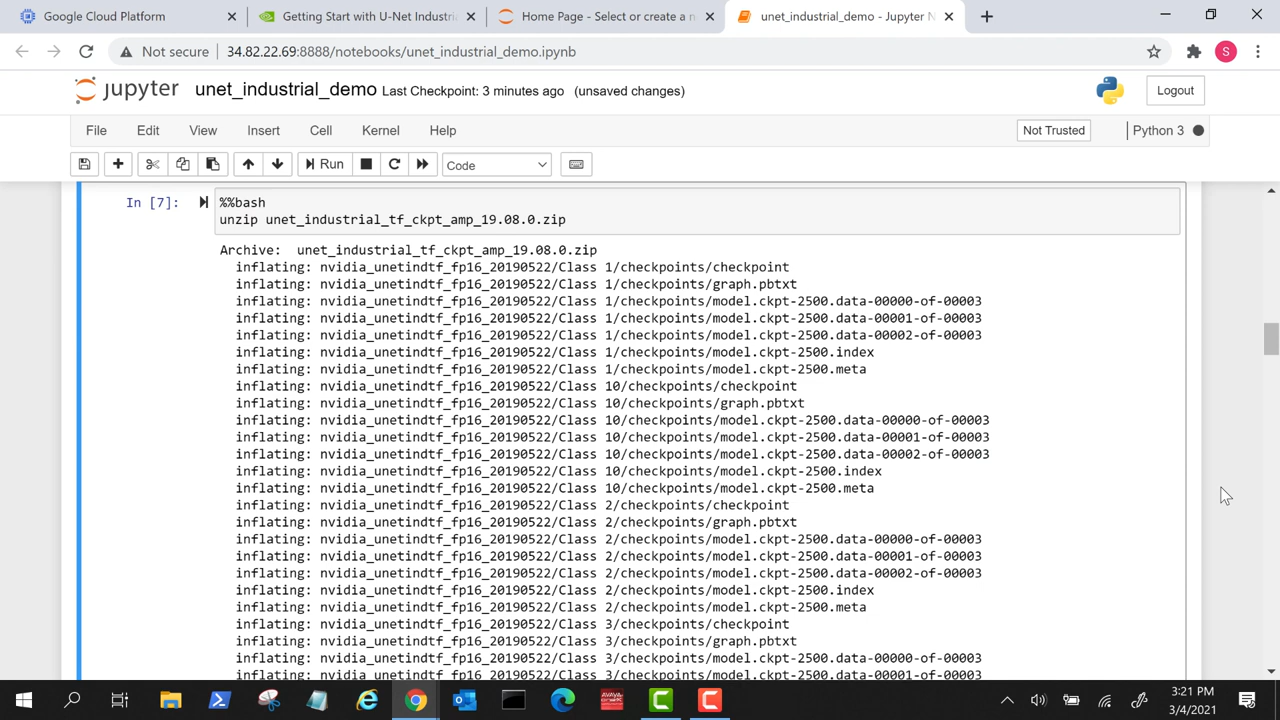 Google Cloud Platform
Getting Start with U-Net Industri
Home Page - Select or create a n
unet_industrial_demo - Jupyter N
Not secure 34.82.22.69:8888/notebooks/unet_industrial_demo.ipynb
S
jupyter unet_industrial_demo Last Checkpoint: 3 minutes ago (unsaved changes)
Logout
File Edit View Insert Cell Kernel Help
Not Trusted
Python 3
Run
Code
In [7]:
%%bash
unzip unet_industrial_tf_ckpt_amp_19.08.0.zip
Archive: unet_industrial_tf_ckpt_amp_19.08.0.zip
inflating: nvidia_unetindtf_fp16_20190522/Class 1/checkpoints/checkpoint
inflating: nvidia_unetindtf_fp16_20190522/Class 1/checkpoints/graph.pbtxt
inflating: nvidia_unetindtf_fp16_20190522/Class 1/checkpoints/model.ckpt-2500.data-00000-of-00003
inflating: nvidia_unetindtf_fp16_20190522/Class 1/checkpoints/model.ckpt-2500.data-00001-of-00003
inflating: nvidia_unetindtf_fp16_20190522/Class 1/checkpoints/model.ckpt-2500.data-00002-of-00003
inflating: nvidia_unetindtf_fp16_20190522/Class 1/checkpoints/model.ckpt-2500.index
inflating: nvidia_unetindtf_fp16_20190522/Class 1/checkpoints/model.ckpt-2500.meta
inflating: nvidia_unetindtf_fp16_20190522/Class 10/checkpoints/checkpoint
inflating: nvidia_unetindtf_fp16_20190522/Class 10/checkpoints/graph.pbtxt
inflating: nvidia_unetindtf_fp16_20190522/Class 10/checkpoints/model.ckpt-2500.data-00000-of-00003
inflating: nvidia_unetindtf_fp16_20190522/Class 10/checkpoints/model.ckpt-2500.data-00001-of-00003
inflating: nvidia_unetindtf_fp16_20190522/Class 10/checkpoints/model.ckpt-2500.data-00002-of-00003
inflating: nvidia_unetindtf_fp16_20190522/Class 10/checkpoints/model.ckpt-2500.index
inflating: nvidia_unetindtf_fp16_20190522/Class 10/checkpoints/model.ckpt-2500.meta
inflating: nvidia_unetindtf_fp16_20190522/Class 2/checkpoints/checkpoint
inflating: nvidia_unetindtf_fp16_20190522/Class 2/checkpoints/graph.pbtxt
inflating: nvidia_unetindtf_fp16_20190522/Class 2/checkpoints/model.ckpt-2500.data-00000-of-00003
inflating: nvidia_unetindtf_fp16_20190522/Class 2/checkpoints/model.ckpt-2500.data-00001-of-00003
inflating: nvidia_unetindtf_fp16_20190522/Class 2/checkpoints/model.ckpt-2500.data-00002-of-00003
inflating: nvidia_unetindtf_fp16_20190522/Class 2/checkpoints/model.ckpt-2500.index
inflating: nvidia_unetindtf_fp16_20190522/Class 2/checkpoints/model.ckpt-2500.meta
inflating: nvidia_unetindtf_fp16_20190522/Class 3/checkpoints/checkpoint
inflating: nvidia_unetindtf_fp16_20190522/Class 3/checkpoints/graph.pbtxt
inflating: nvidia_unetindtf_fp16_20190522/Class 3/checkpoints/model.ckpt-2500.data-00000-of-00003
inflating: nvidia_unetindtf_fp16_20190522/Class 3/checkpoints/model.ckpt-2500.data-00001-of-00003
AVAYA
3:21 PM
3/4/2021